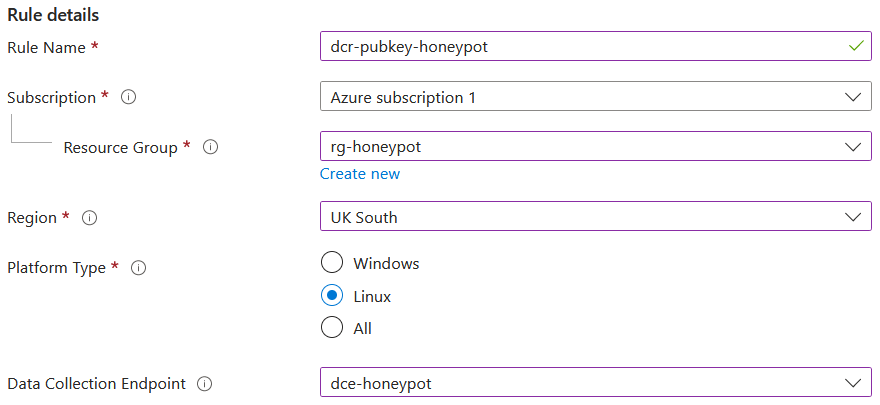 Rule details
Rule Name * dcr-pubkey-honeypot
Subscription * Azure subscription 1
Resource Group * rg-honeypot
Create new
Region * UK South
Platform Type * Windows
Linux
All
Data Collection Endpoint dce-honeypot